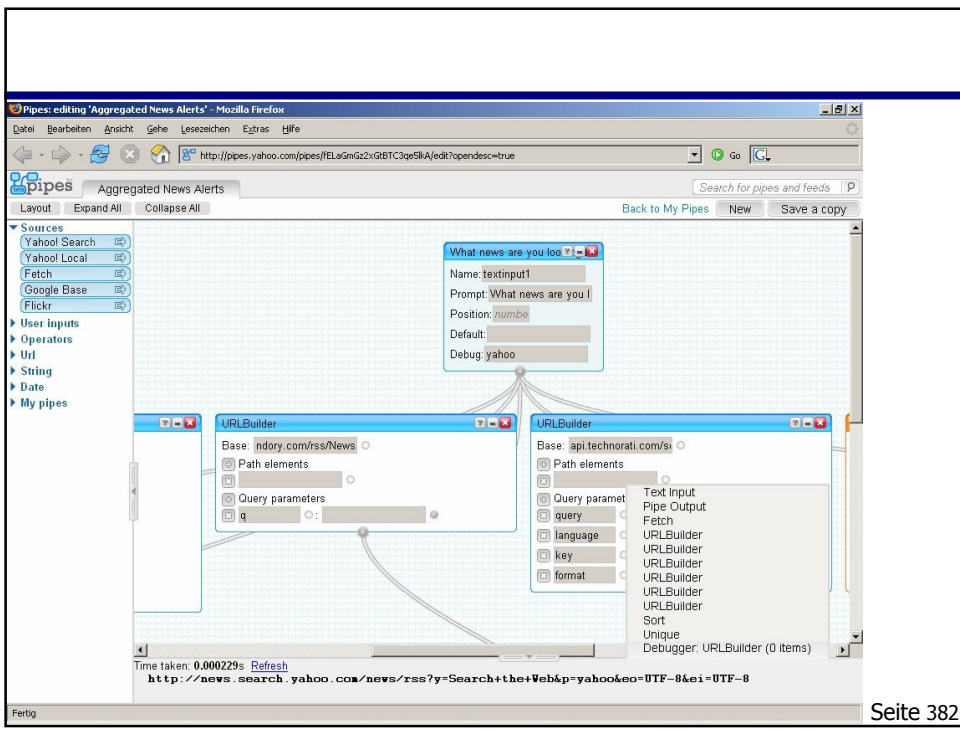 Pipes: editing 'Aggregated News Alerts' - Mozilla Firefox
Datei Bearbeiten Ansicht Gehe Lesezeichen Extras Hilfe
http://pipes.yahoo.com/pipes/fELaGmGz2xGtBTC3qe5lkA/edit?opendesc=true Go
pipes Aggregated News Alerts Search for pipes and feeds
Layout Expand All Collapse All Back to My Pipes New Save a copy
Sources
Yahoo! Search
Yahoo! Local
Fetch
Google Base
Flickr
User inputs
Operators
Url
String
Date
My pipes
What news are you loo
Name: textinput1
Prompt: What news are you l
Position: numbe
Default:
Debug: yahoo
URLBuilder
Base: ndory.com/rss/News
Path elements
Query parameters
q :
URLBuilder
Base: api.technorati.com/se
Path elements
Query paramet
query
language
key
format
Text Input
Pipe Output
Fetch
URLBuilder
URLBuilder
URLBuilder
URLBuilder
URLBuilder
URLBuilder
Sort
Unique
Debugger: URLBuilder (0 items)
Time taken: 0.000229s Refresh
http://news.search.yahoo.com/news/rss?y=Search+the+Web&p=yahoo&eo=UTF-8&ei=UTF-8
Fertig
Seite 382